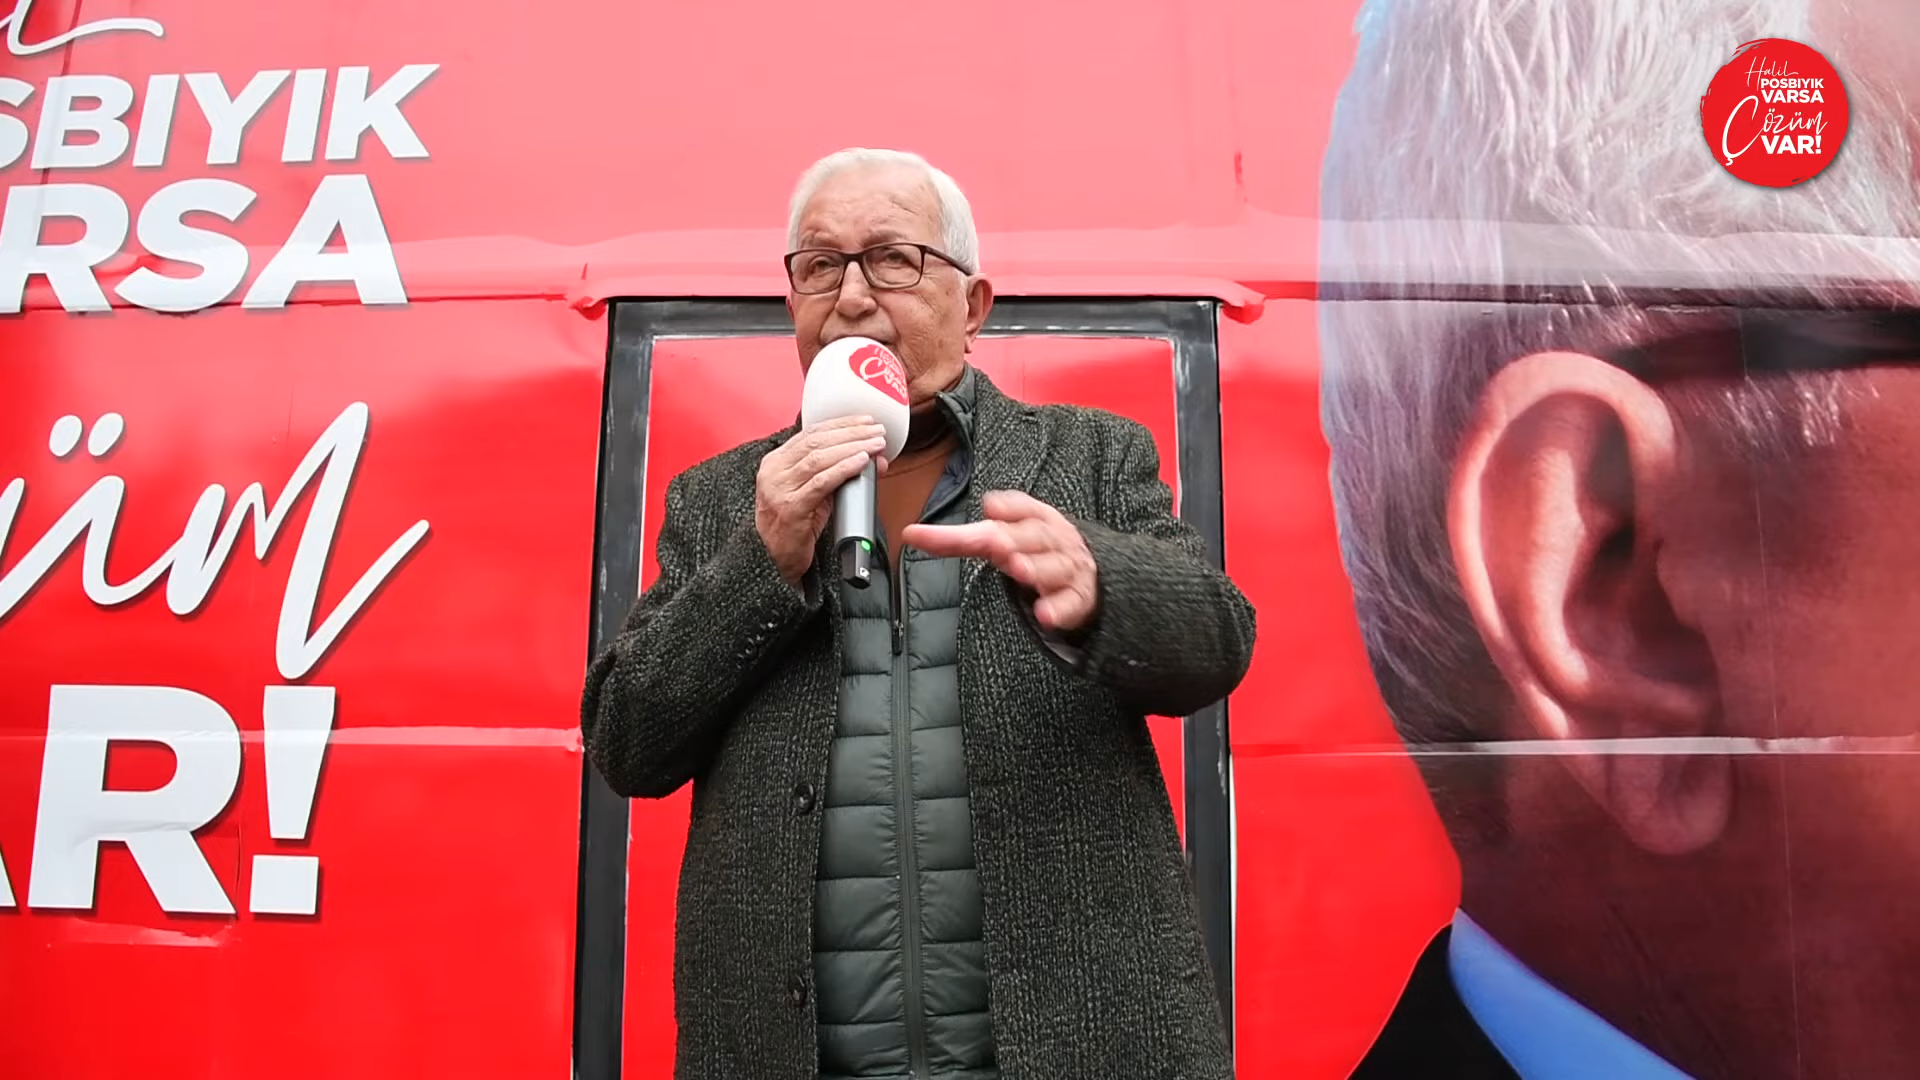 SBIYIK
RSA
üm
AR!
Halil
POSBIYIK
VARSA
Çözüm
VAR!